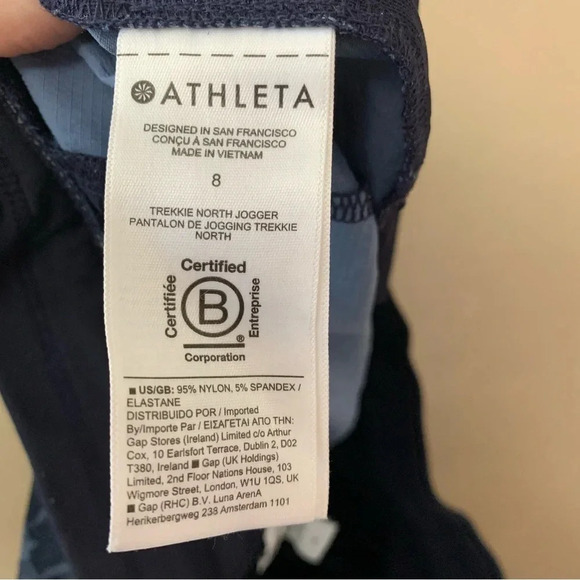 ATHLETA
DESIGNED IN SAN FRANCISCO
CONÇU À SAN FRANCISCO
MADE IN VIETNAM
8
TREKKIE NORTH JOGGER
PANTALON DE JOGGING TREKKIE
NORTH
Certified
Certifiée
B
Entreprise
®
Corporation
■ US/GB: 95% NYLON, 5% SPANDEX /
ELASTANE
DISTRIBUIDO POR / Imported
By/Importe Par / ΕΙΣΑΓΕΤΑΙ ΑΠΟ ΤΗΝ:
Gap Stores (Ireland) Limited c/o Arthur
Cox, 10 Earlsfort Terrace, Dublin 2, D02
T380, Ireland ■ Gap (UK Holdings)
Limited, 2nd Floor Nations House, 103
Wigmore Street, London, W1U 1QS, UK
■ Gap (RHC) B.V. Luna ArenA
Herikerbergweg 238 Amsterdam 1101